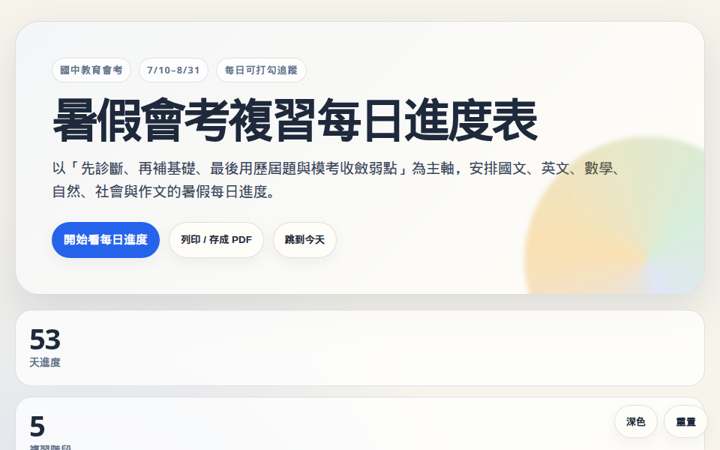 國中教育會考
7/10–8/31
每日可打勾追蹤
暑假會考複習每日進度表
以「先診斷、再補基礎、最後用歷屆題與模考收斂弱點」為主軸，安排國文、英文、數學、
自然、社會與作文的暑假每日進度。
開始看每日進度
列印 / 存成 PDF
跳到今天
53
天進度
5
複習階段
深色
重置